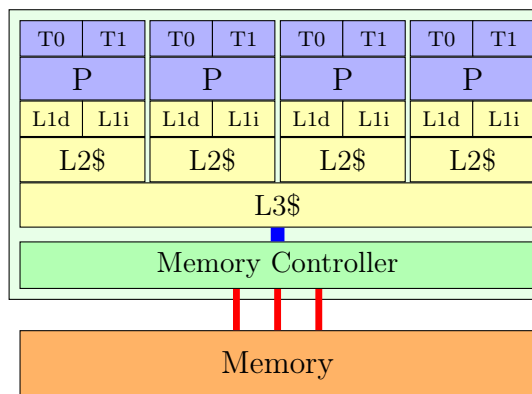 T0 T1 T0 T1 T0 T1 T0 T1
P P P P
L1d L1i L1d L1i L1d L1i L1d L1i
L2$ L2$ L2$ L2$
L3$
Memory Controller
Memory